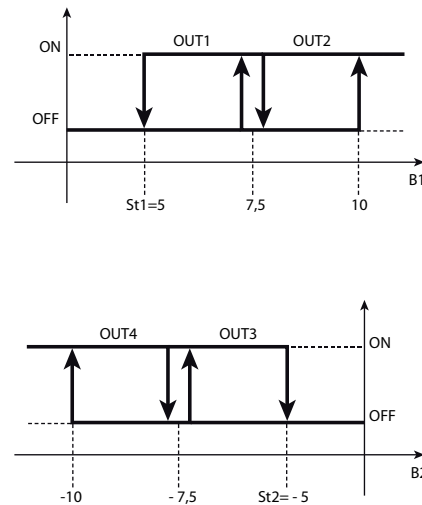 OUT1 OUT2
ON
OFF
B1
St1=5 7,5 10
OUT4 OUT3
ON
OFF
B2
-10 - 7,5 St2= - 5